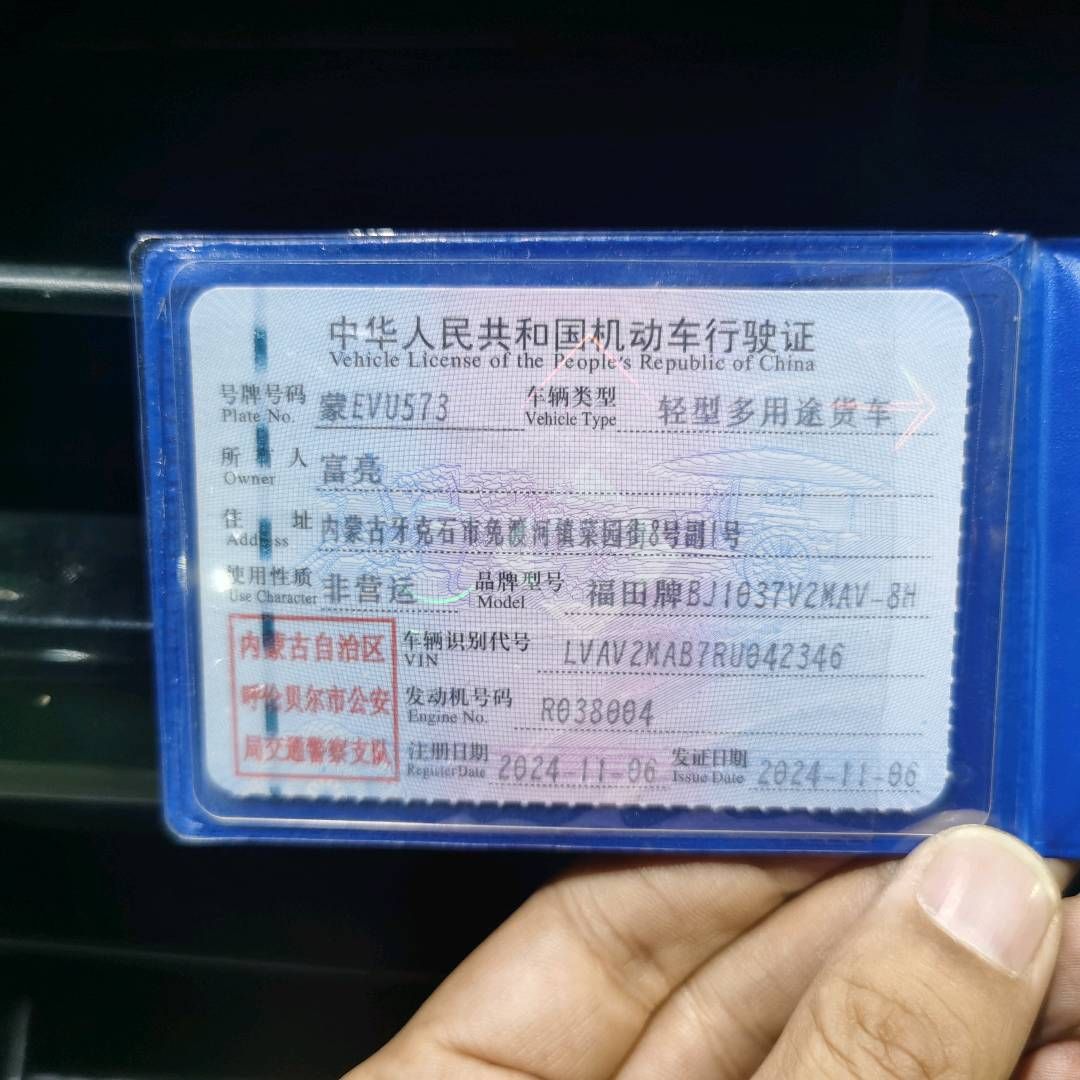 中华人民共和国机动车行驶证
Vehicle License of the People's Republic of China
号牌号码 蒙EVU573 车辆类型 轻型多用途货车
Plate No. Vehicle Type
所有人 富亮
Owner
住址 内蒙古牙克石市免渡河镇菜园街8号副1号
Address
使用性质 非营运 品牌型号 福田牌BJ1037V2MAV-8H
Use Character Model
内蒙古自治区
呼伦贝尔市公安
局交通警察支队
车辆识别代号 LVAV2MAB7RU042346
VIN
发动机号码 R038004
Engine No.
注册日期 2024-11-06 发证日期 2024-11-06
Register Date Issue Date